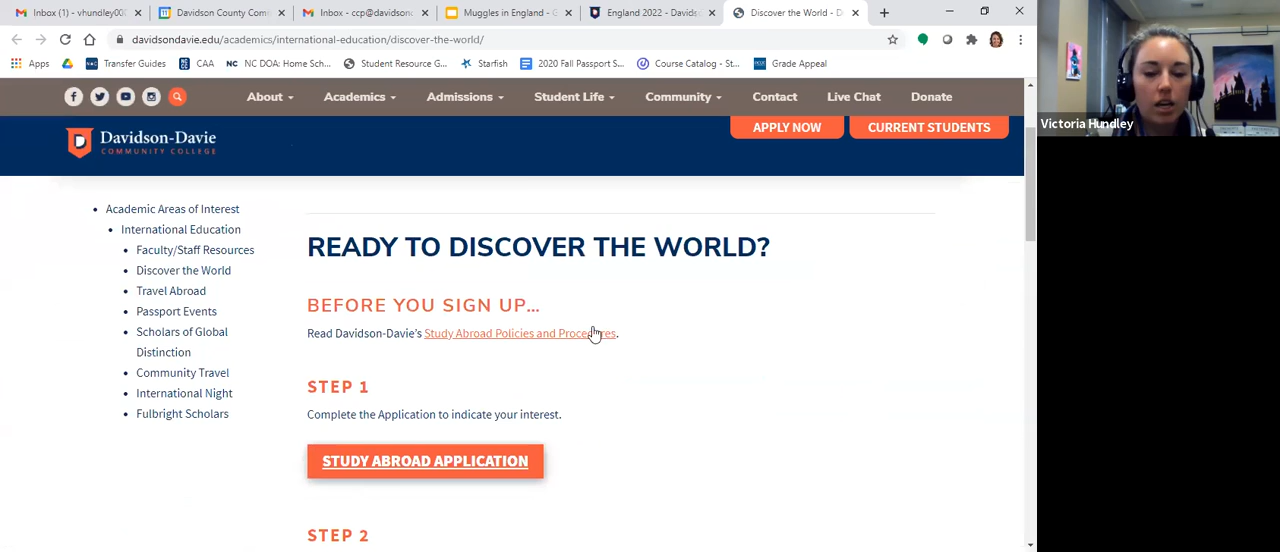 Inbox (1) - vhundley00
Davidson County Com
Inbox - ccp@davidsonc
Muggles in England - G
England 2022 - Davids
Discover the World - D
davidsondavie.edu/academics/international-education/discover-the-world/
Apps
Transfer Guides
CAA
NC DOA: Home Sch...
Student Resource G...
Starfish
2020 Fall Passport S...
Course Catalog - St...
Grade Appeal
About
Academics
Admissions
Student Life
Community
Contact
Live Chat
Donate
Davidson-Davie
COMMUNITY COLLEGE
APPLY NOW
CURRENT STUDENTS
Academic Areas of Interest
International Education
Faculty/Staff Resources
Discover the World
Travel Abroad
Passport Events
Scholars of Global
Distinction
Community Travel
International Night
Fulbright Scholars
READY TO DISCOVER THE WORLD?
BEFORE YOU SIGN UP...
Read Davidson-Davie's Study Abroad Policies and Procedures.
STEP 1
Complete the Application to indicate your interest.
STUDY ABROAD APPLICATION
STEP 2
Victoria Hundley